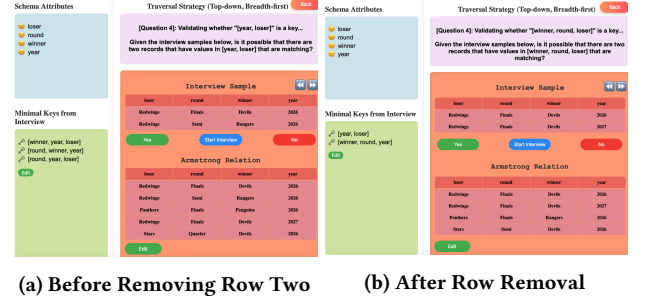 Schema Attributes
loser
round
winner
year
Minimal Keys from Interview
[winner, year, loser]
[round, winner, year]
[round, year, loser]
Edit
Traversal Strategy (Top-down, Breadth-first)
Back
[Question 4]: Validating whether "[year, loser]" is a key...
Given the interview samples below, is it possible that there are two records that have values in [year, loser] that are matching?
Interview Sample
loser round winner year
Redwings Finals Devils 2026
Redwings Semi Rangers 2026
Yes
Start Interview
No
Armstrong Relation
loser round winner year
Redwings Finals Devils 2026
Redwings Semi Rangers 2026
Panthers Finals Penguins 2026
Redwings Finals Devils 2027
Stars Quarter Devils 2026
Edit
(a) Before Removing Row Two
Schema Attributes
loser
round
winner
year
Minimal Keys from Interview
[year, loser]
[winner, round, year]
Edit
Traversal Strategy (Top-down, Breadth-first)
Back
[Question 4]: Validating whether "[winner, round, loser]" is a key...
Given the interview samples below, is it possible that there are two records that have values in [winner, round, loser] that are matching?
Interview Sample
loser round winner year
Redwings Finals Devils 2026
Redwings Finals Devils 2027
Yes
Start Interview
No
Armstrong Relation
loser round winner year
Redwings Finals Devils 2026
Redwings Finals Devils 2027
Panthers Finals Rangers 2026
Stars Semi Devils 2026
Edit
(b) After Row Removal